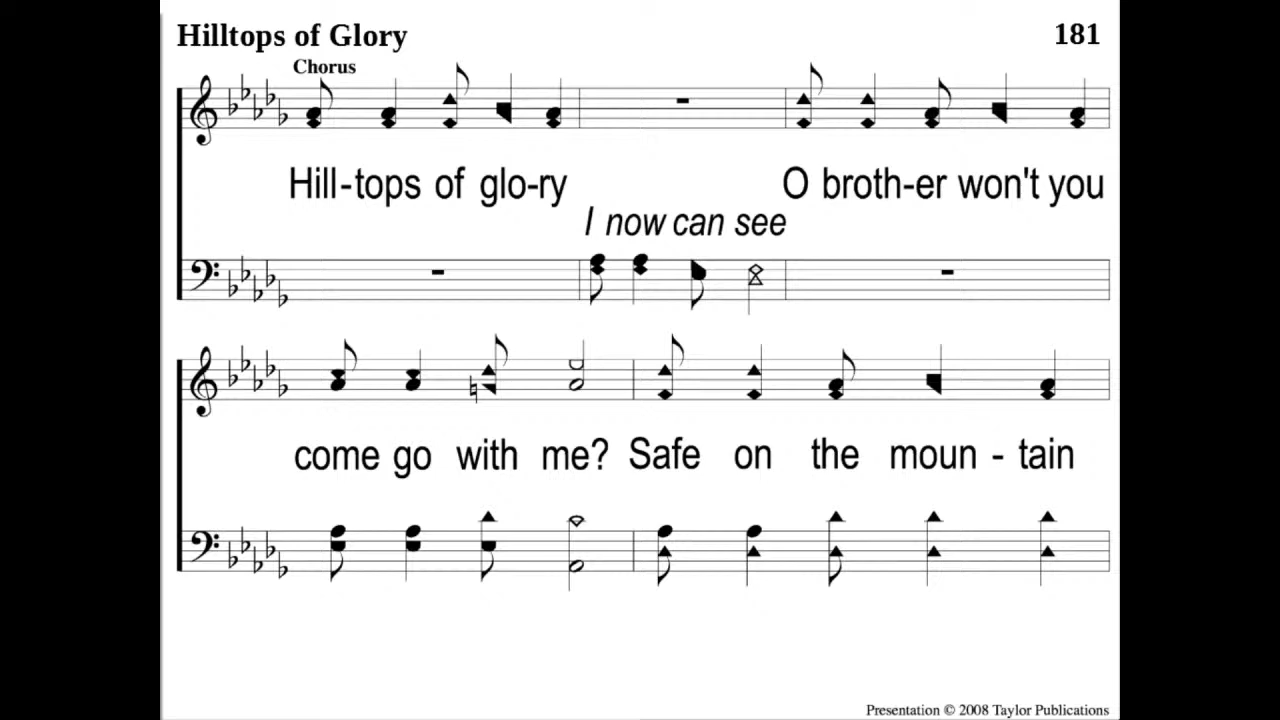 Hilltops of Glory
181
Chorus
Hill-tops of glo-ry O broth-er won't you
I now can see
come go with me? Safe on the moun - tain
Presentation © 2008 Taylor Publications